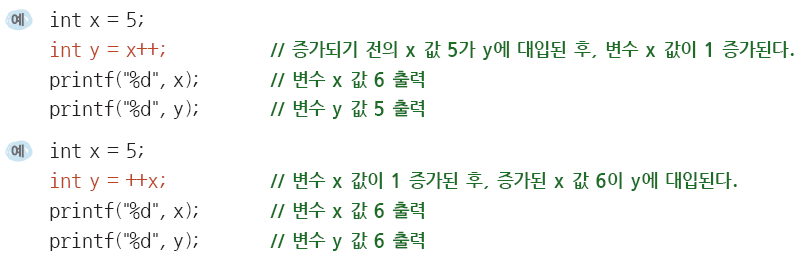 예 int x = 5;
int y = x++; // 증가되기 전의 x 값 5가 y에 대입된 후, 변수 x 값이 1 증가된다.
printf("%d", x); // 변수 x 값 6 출력
printf("%d", y); // 변수 y 값 5 출력
예 int x = 5;
int y = ++x; // 변수 x 값이 1 증가된 후, 증가된 x 값 6이 y에 대입된다.
printf("%d", x); // 변수 x 값 6 출력
printf("%d", y); // 변수 y 값 6 출력